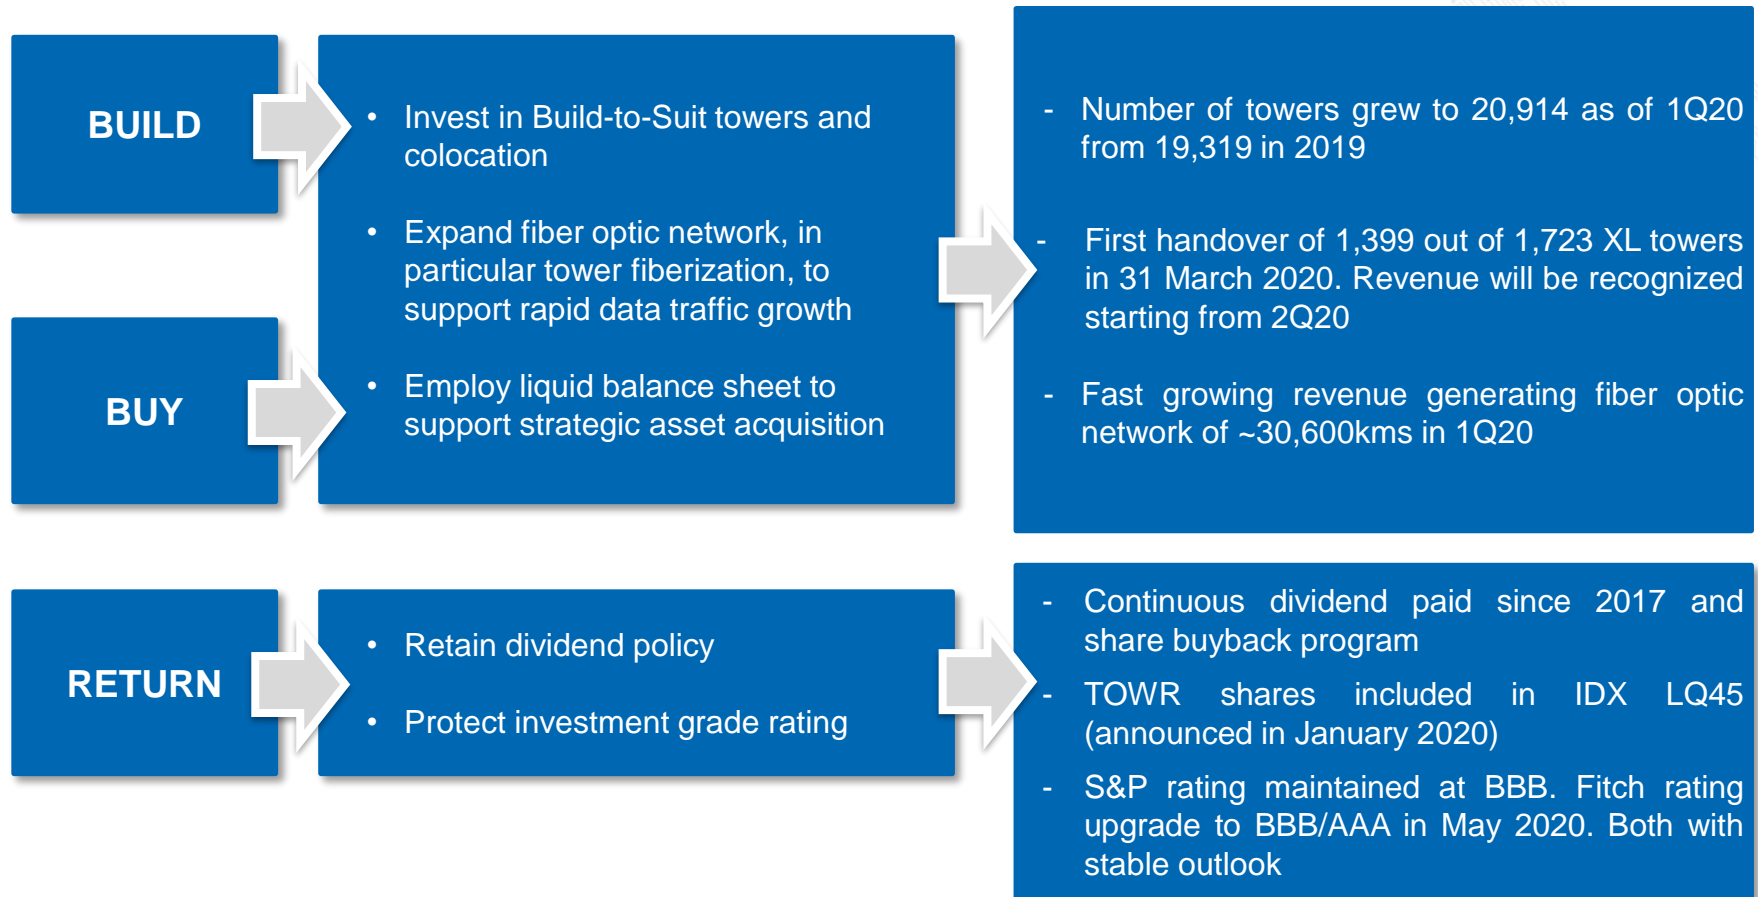 BUILD
• Invest in Build-to-Suit towers and
colocation
• Expand fiber optic network, in
particular tower fiberization, to
support rapid data traffic growth
BUY
• Employ liquid balance sheet to
support strategic asset acquisition
- Number of towers grew to 20,914 as of 1Q20
from 19,319 in 2019
- First handover of 1,399 out of 1,723 XL towers
in 31 March 2020. Revenue will be recognized
starting from 2Q20
- Fast growing revenue generating fiber optic
network of ~30,600kms in 1Q20
RETURN
• Retain dividend policy
• Protect investment grade rating
- Continuous dividend paid since 2017 and
share buyback program
- TOWR shares included in IDX LQ45
(announced in January 2020)
- S&P rating maintained at BBB. Fitch rating
upgrade to BBB/AAA in May 2020. Both with
stable outlook